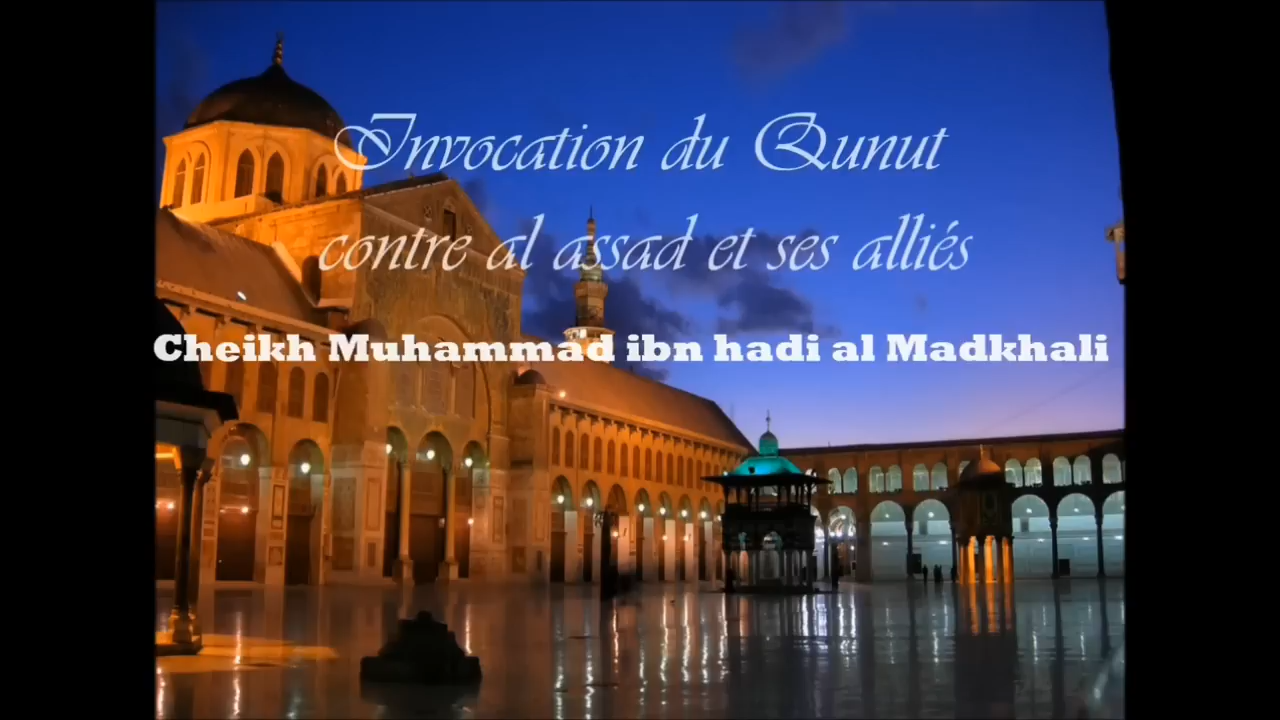 Invocation du Qunut
contre al assad et ses alliés
Cheikh Muhammad ibn hadi al Madkhali